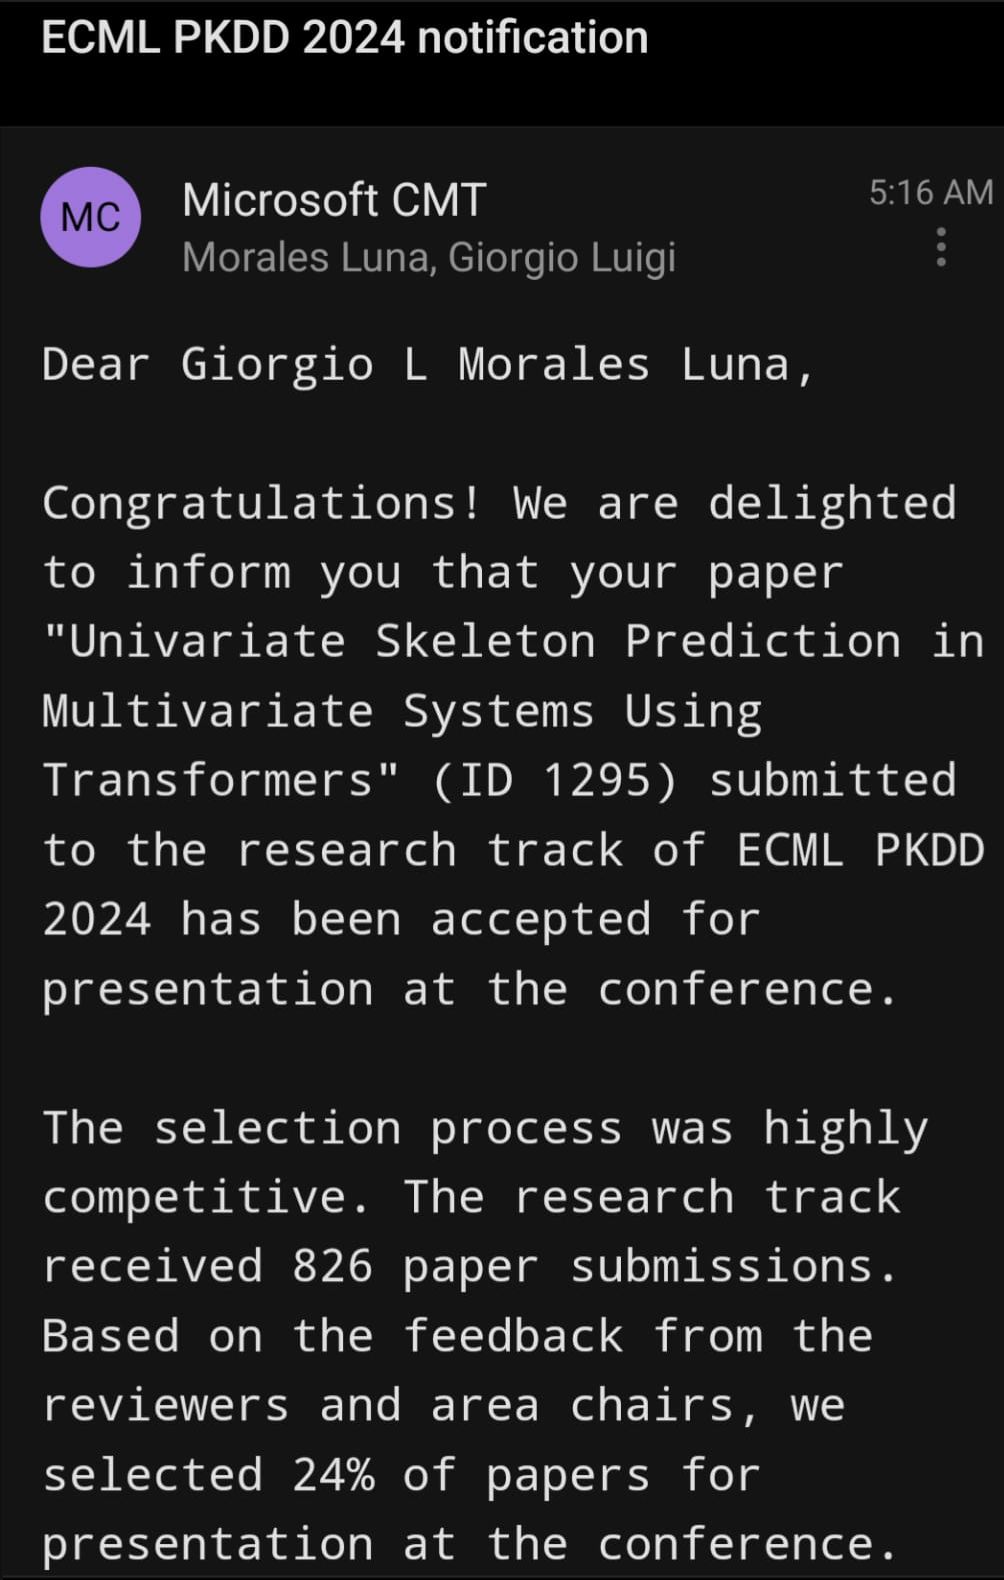 ECML PKDD 2024 notification
MC
Microsoft CMT
5:16 AM
Morales Luna, Giorgio Luigi
Dear Giorgio L Morales Luna,
Congratulations! We are delighted
to inform you that your paper
"Univariate Skeleton Prediction in
Multivariate Systems Using
Transformers" (ID 1295) submitted
to the research track of ECML PKDD
2024 has been accepted for
presentation at the conference.
The selection process was highly
competitive. The research track
received 826 paper submissions.
Based on the feedback from the
reviewers and area chairs, we
selected 24% of papers for
presentation at the conference.